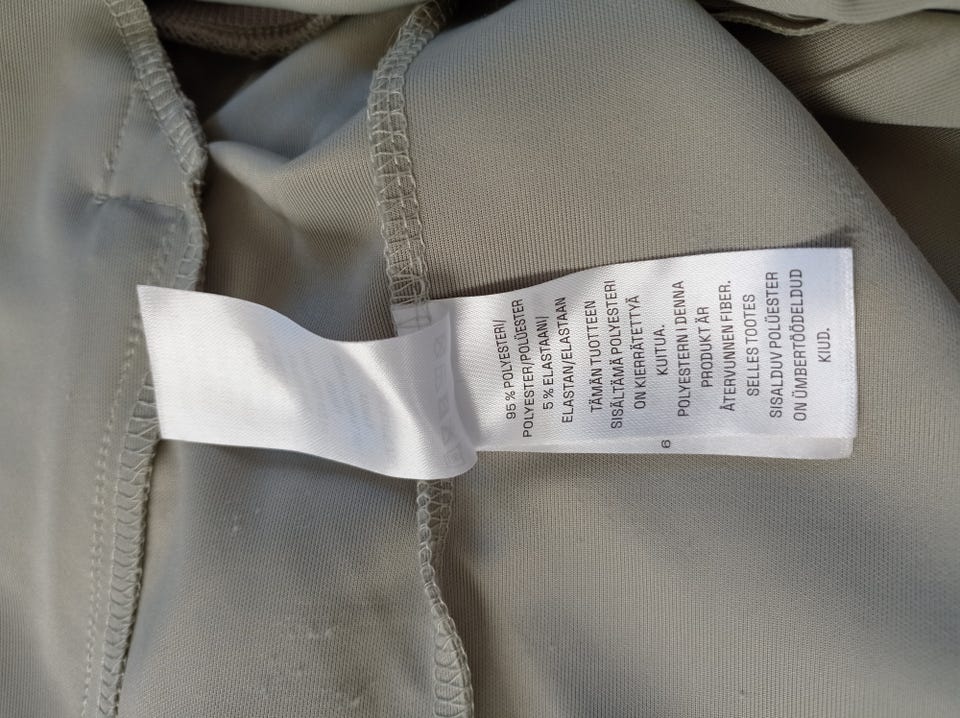 95 % POLYESTERI/
POLYESTER/POLÜESTER
5 % ELASTAANI/
ELASTAN/ELASTAAN
TÄMÄN TUOTTEEN
SISÄLTÄMÄ POLYESTERI
ON KIERRÄTETTYÄ
KUITUA.
POLYESTERN I DENNA
PRODUKT ÄR
ÅTERVUNNEN FIBER.
SELLES TOOTES
SISALDUV POLÜESTER
ON ÜMBERTÖÖDELDUD
KIUD.
6